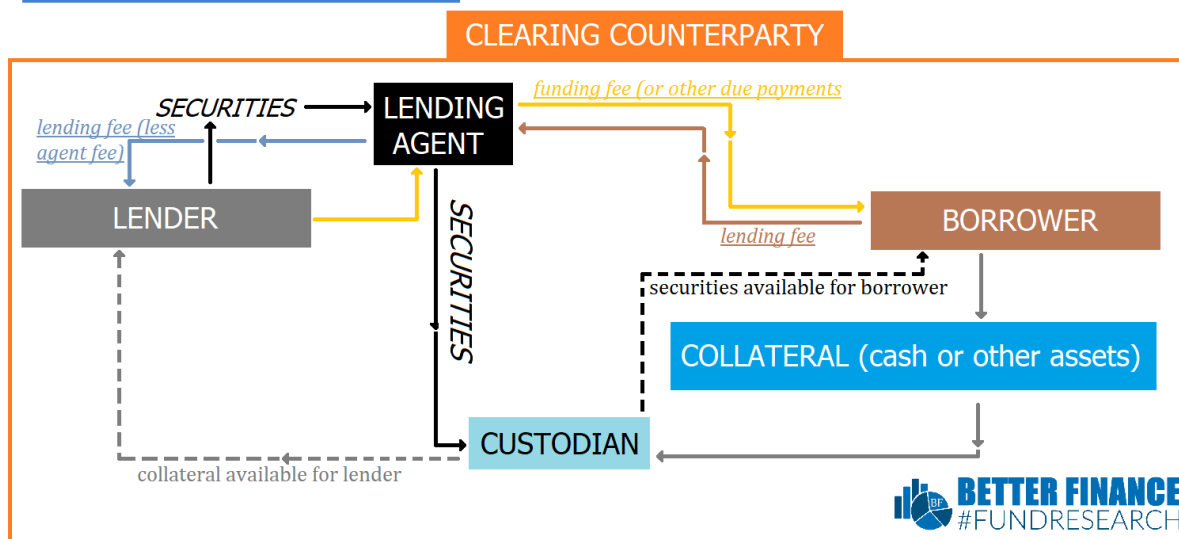 CLEARING COUNTERPARTY
funding fee (or other due payments
SECURITIES
LENDING
AGENT
lending fee (less
agent fee)
LENDER
SECURITIES
BORROWER
lending fee
securities available for borrower
COLLATERAL (cash or other assets)
CUSTODIAN
collateral available for lender
BF
BETTER FINANCE
#FUNDRESEARCH